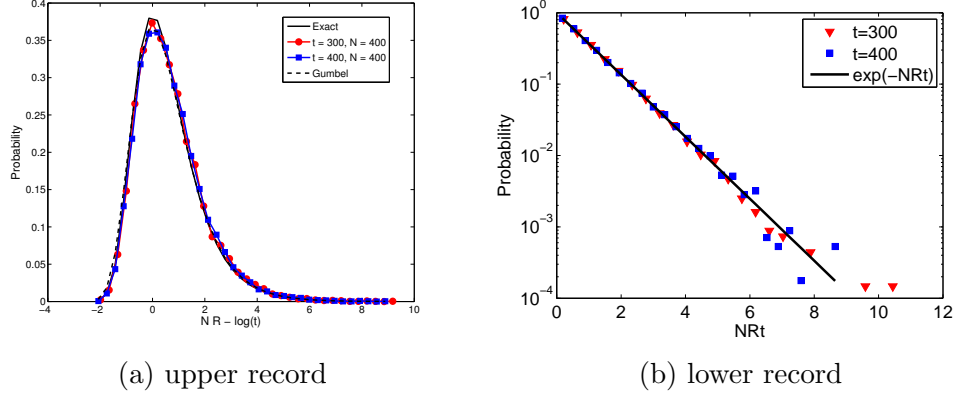 0.4
0.35
0.3
0.25
0.2
0.15
0.1
0.05
0
Probability
−4 −2 0 2 4 6 8 10
N R − log(t)
Exact
t = 300, N = 400
t = 400, N = 400
Gumbel
(a) upper record
10^0
10^−1
10^−2
10^−3
10^−4
Probability
0 2 4 6 8 10 12
NRt
t=300
t=400
exp(−NRt)
(b) lower record